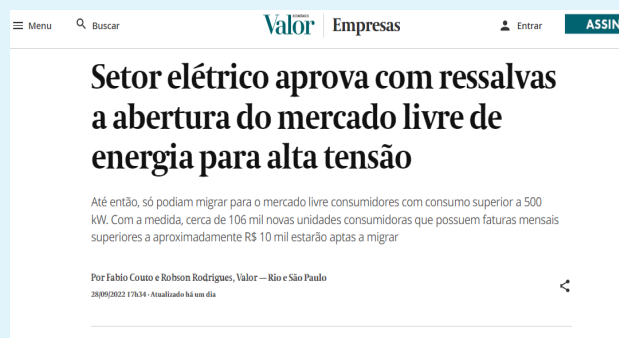 Menu Buscar Valor ECONÔMICO Empresas Entrar ASSIN
Setor elétrico aprova com ressalvas
a abertura do mercado livre de
energia para alta tensão
Até então, só podiam migrar para o mercado livre consumidores com consumo superior a 500
kW. Com a medida, cerca de 106 mil novas unidades consumidoras que possuem faturas mensais
superiores a aproximadamente R$ 10 mil estarão aptas a migrar
Por Fabio Couto e Robson Rodrigues, Valor — Rio e São Paulo
28/09/2022 17h34 · Atualizado há um dia